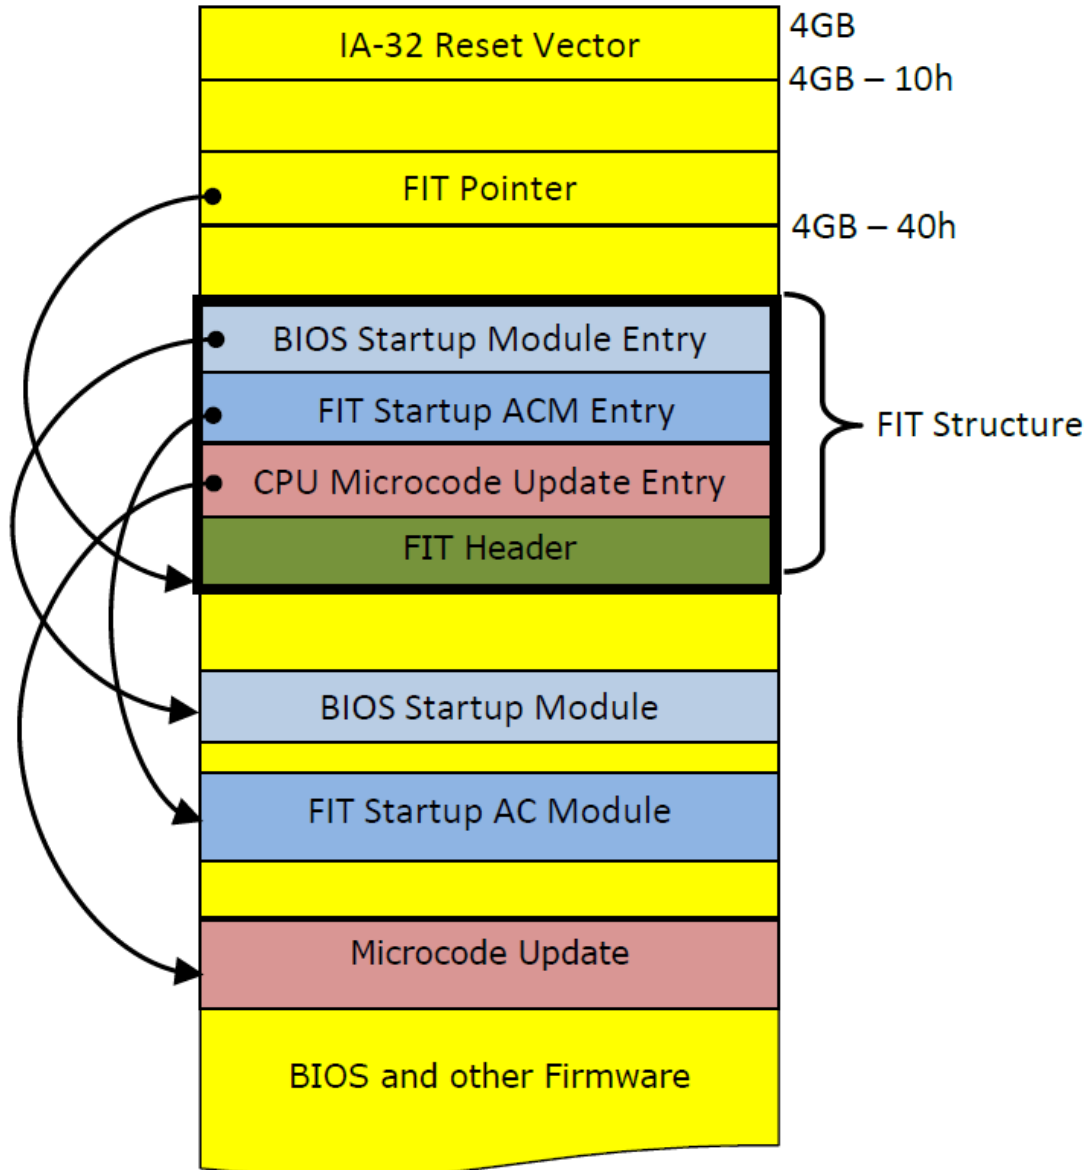 IA-32 Reset Vector
4GB
4GB – 10h
FIT Pointer
4GB – 40h
BIOS Startup Module Entry
FIT Startup ACM Entry
FIT Structure
CPU Microcode Update Entry
FIT Header
BIOS Startup Module
FIT Startup AC Module
Microcode Update
BIOS and other Firmware